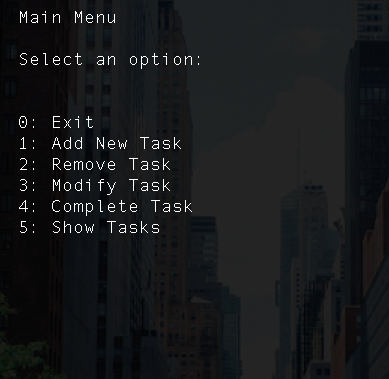 Main Menu
Select an option:
0: Exit
1: Add New Task
2: Remove Task
3: Modify Task
4: Complete Task
5: Show Tasks